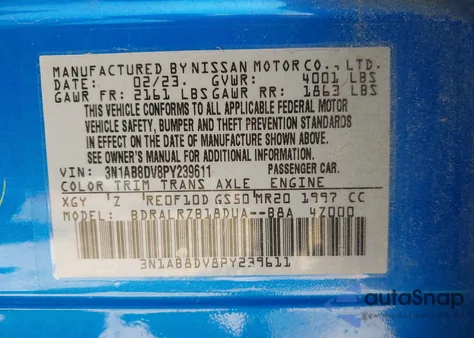 MANUFACTURED BY NISSAN MOTOR CO., LTD.
DATE: 02/23. GVWR: 4001 LBS
GAWR FR: 2161 LBS GAWR RR: 1863 LBS
THIS VEHICLE CONFORMS TO ALL APPLICABLE FEDERAL MOTOR
VEHICLE SAFETY, BUMPER AND THEFT PREVENTION STANDARDS
IN EFFECT ON THE DATE OF MANUFACTURE SHOWN ABOVE.
SEE OWNER'S MANUAL FOR ADDITIONAL INFORMATION
VIN: 3N1AB8DV8PY239611 PASSENGER CAR.
COLOR TRIM TRANS AXLE ENGINE
XGY Z RE0F10D GS50 MR20 1997 CC
MODEL: BDRALRZB18DUA--BBA 4Z000
3N1AB8DV8PY239611
autoSnap